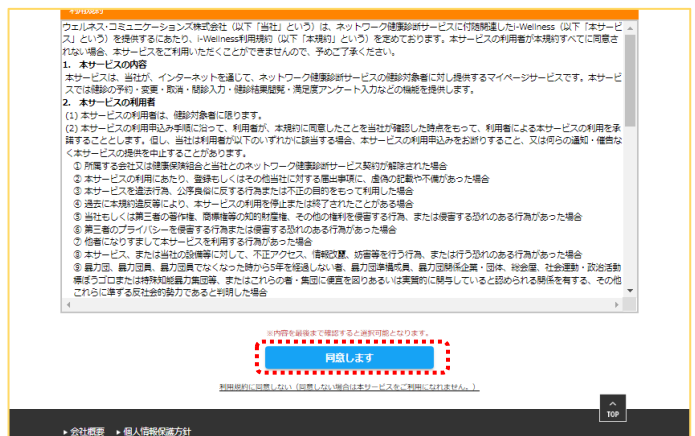 利用規約
ウェルネス・コミュニケーションズ株式会社（以下「当社」という）は、ネットワーク健康診断サービスに付随関連したi-Wellness（以下「本サービ
ス」という）を提供するにあたり、i-Wellness利用規約（以下「本規約」という）を定めております。本サービスの利用者が本規約すべてに同意さ
れない場合、本サービスをご利用いただくことができませんので、予めご了承ください。
1. 本サービスの内容
本サービスは、当社が、インターネットを通じて、ネットワーク健康診断サービスの健診対象者に対し提供するマイページサービスです。本サービ
スでは健診の予約・変更・取消・問診入力・健診結果閲覧・満足度アンケート入力などの機能を提供します。
2. 本サービスの利用者
(1) 本サービスの利用者は、健診対象者に限ります。
(2) 本サービスの利用申込み手順に沿って、利用者が、本規約に同意したことを当社が確認した時点をもって、利用者による本サービスの利用を承
諾することとします。但し、当社は利用者が以下のいずれかに該当する場合、本サービスの利用申込みをお断りすること、又は何らの通知・催告な
く本サービスの提供を中止することがあります。
① 所属する会社又は健康保険組合と当社とのネットワーク健康診断サービス契約が解除された場合
② 本サービスの利用にあたり、登録もしくはその他当社に対する届出事項に、虚偽の記載や不備があった場合
③ 本サービスを違法行為、公序良俗に反する行為または不正の目的をもって利用した場合
④ 過去に本規約違反等により、本サービスの利用を停止または終了されたことがある場合
⑤ 当社もしくは第三者の著作権、商標権等の知的財産権、その他の権利を侵害する行為、または侵害する恐れのある行為があった場合
⑥ 第三者のプライバシーを侵害する行為または侵害する恐れのある行為があった場合
⑦ 他者になりすまして本サービスを利用する行為があった場合
⑧ 本サービス、または当社の設備等に対して、不正アクセス、情報改竄、妨害等を行う行為、または行う恐れのある行為があった場合
⑨ 暴力団、暴力団員、暴力団員でなくなった時から5年を経過しない者、暴力団準構成員、暴力団関係企業・団体、総会屋、社会運動・政治活動
標ぼうゴロまたは特殊知能暴力集団等、またはこれらの者・集団に便宜を図りあるいは実質的に関与していると認められる関係を有する、その他
これらに準ずる反社会的勢力であると判明した場合
※内容を最後まで確認すると選択可能となります。
同意します
利用規約に同意しない（同意しない場合は本サービスをご利用になれません。）
TOP
会社概要 個人情報保護方針